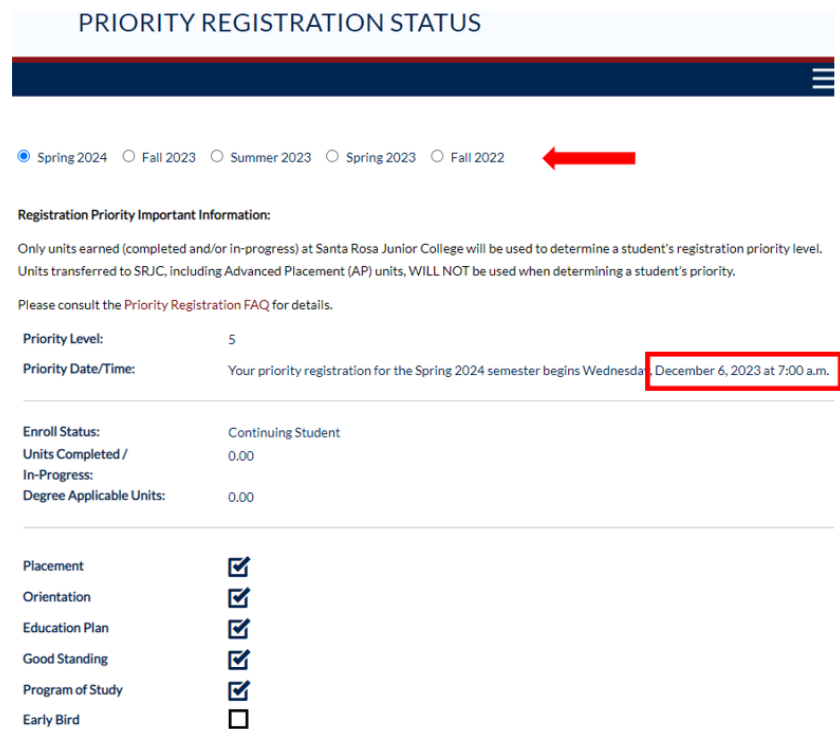 PRIORITY REGISTRATION STATUS
Spring 2024 Fall 2023 Summer 2023 Spring 2023 Fall 2022
Registration Priority Important Information:
Only units earned (completed and/or in-progress) at Santa Rosa Junior College will be used to determine a student's registration priority level.
Units transferred to SRJC, including Advanced Placement (AP) units, WILL NOT be used when determining a student's priority.
Please consult the Priority Registration FAQ for details.
Priority Level: 5
Priority Date/Time: Your priority registration for the Spring 2024 semester begins Wednesday, December 6, 2023 at 7:00 a.m.
Enroll Status: Continuing Student
Units Completed / 0.00
In-Progress:
Degree Applicable Units: 0.00
Placement
Orientation
Education Plan
Good Standing
Program of Study
Early Bird